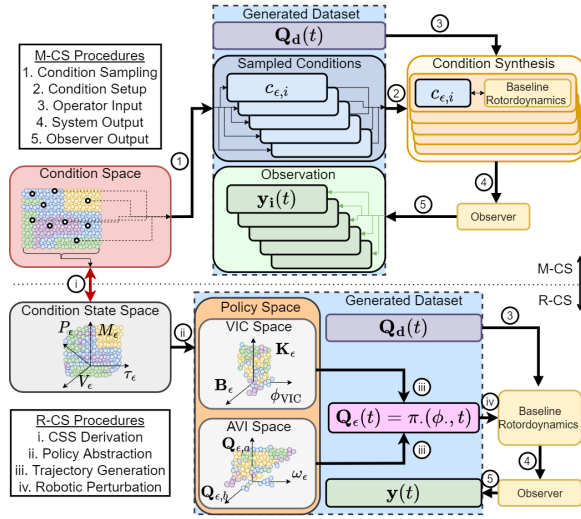 M-CS Procedures
1. Condition Sampling
2. Condition Setup
3. Operator Input
4. System Output
5. Observer Output
Generated Dataset
Q_d(t)
3
Sampled Conditions
c_{ϵ,i}
2
Condition Synthesis
c_{ϵ,i}
Baseline
Rotordynamics
1
4
Condition Space
Observation
y_i(t)
5
Observer
i
M-CS
R-CS
Condition State Space
P_ϵ
M_ϵ
V_ϵ
τ_ϵ
ii
Policy Space
VIC Space
K_ϵ
B_ϵ
ϕ_VIC
AVI Space
Q_{ϵ,a}
ω_ϵ
Q_{ϵ,b}
Generated Dataset
Q_d(t)
3
iii
Q_ϵ(t) = π.(ϕ., t)
iv
iii
Baseline
Rotordynamics
4
y(t)
5
Observer
R-CS Procedures
i. CSS Derivation
ii. Policy Abstraction
iii. Trajectory Generation
iv. Robotic Perturbation